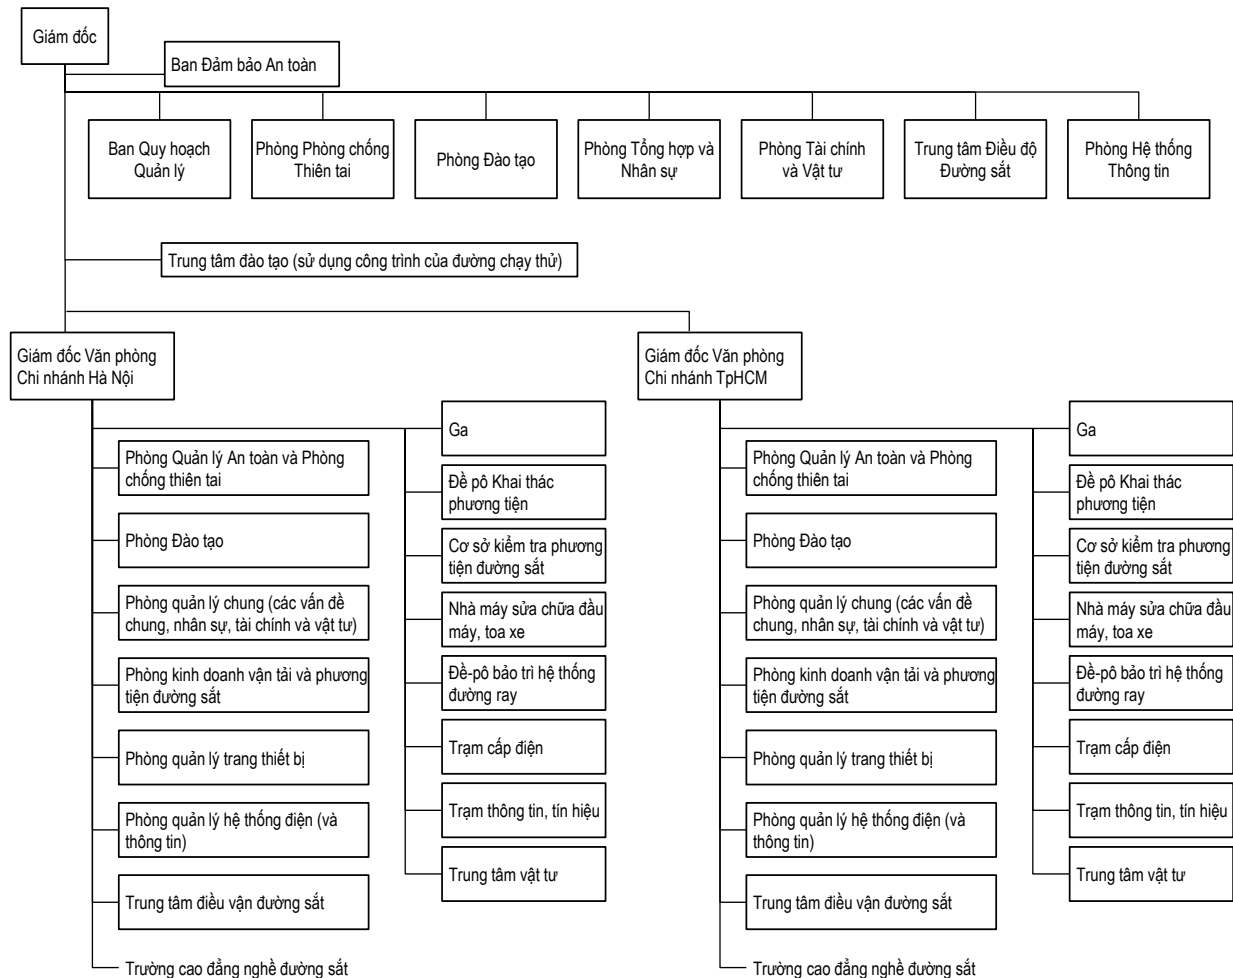 Giám đốc
Ban Đảm bảo An toàn
Ban Quy hoạch
Quản lý
Phòng Phòng chống
Thiên tai
Phòng Đào tạo
Phòng Tổng hợp và
Nhân sự
Phòng Tài chính
và Vật tư
Trung tâm Điều độ
Đường sắt
Phòng Hệ thống
Thông tin
Trung tâm đào tạo (sử dụng công trình của đường chạy thử)
Giám đốc Văn phòng
Chi nhánh Hà Nội
Phòng Quản lý An toàn và Phòng
chống thiên tai
Phòng Đào tạo
Phòng quản lý chung (các vấn đề
chung, nhân sự, tài chính và vật tư)
Phòng kinh doanh vận tải và phương
tiện đường sắt
Phòng quản lý trang thiết bị
Phòng quản lý hệ thống điện (và
thông tin)
Trung tâm điều vận đường sắt
Trường cao đẳng nghề đường sắt
Ga
Đề pô Khai thác
phương tiện
Cơ sở kiểm tra phương
tiện đường sắt
Nhà máy sửa chữa đầu
máy, toa xe
Đề-pô bảo trì hệ thống
đường ray
Trạm cấp điện
Trạm thông tin, tín hiệu
Trung tâm vật tư
Giám đốc Văn phòng
Chi nhánh TpHCM
Phòng Quản lý An toàn và Phòng
chống thiên tai
Phòng Đào tạo
Phòng quản lý chung (các vấn đề
chung, nhân sự, tài chính và vật tư)
Phòng kinh doanh vận tải và phương
tiện đường sắt
Phòng quản lý trang thiết bị
Phòng quản lý hệ thống điện (và
thông tin)
Trung tâm điều vận đường sắt
Trường cao đẳng nghề đường sắt
Ga
Đề pô Khai thác
phương tiện
Cơ sở kiểm tra phương
tiện đường sắt
Nhà máy sửa chữa đầu
máy, toa xe
Đề-pô bảo trì hệ thống
đường ray
Trạm cấp điện
Trạm thông tin, tín hiệu
Trung tâm vật tư